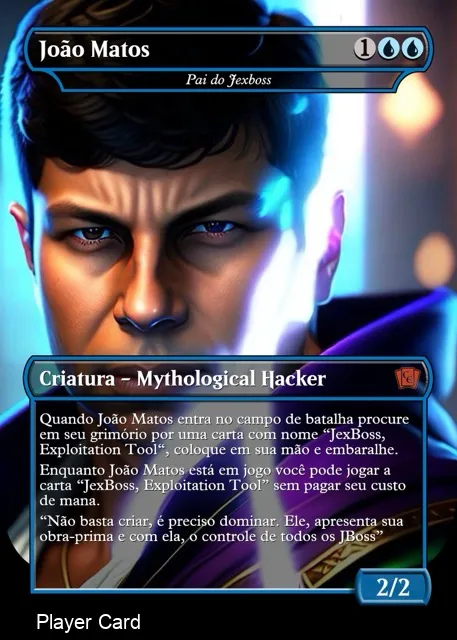 João Matos 1
Pai do Jexboss
Criatura – Mythological Hacker
Quando João Matos entra no campo de batalha procure
em seu grimório por uma carta com nome “JexBoss,
Exploitation Tool“, coloque em sua mão e embaralhe.
Enquanto João Matos está em jogo você pode jogar a
carta “JexBoss, Exploitation Tool” sem pagar seu custo
de mana.
“Não basta criar, é preciso dominar. Ele, apresenta sua
obra-prima e com ela, o controle de todos os JBoss”
2/2
Player Card